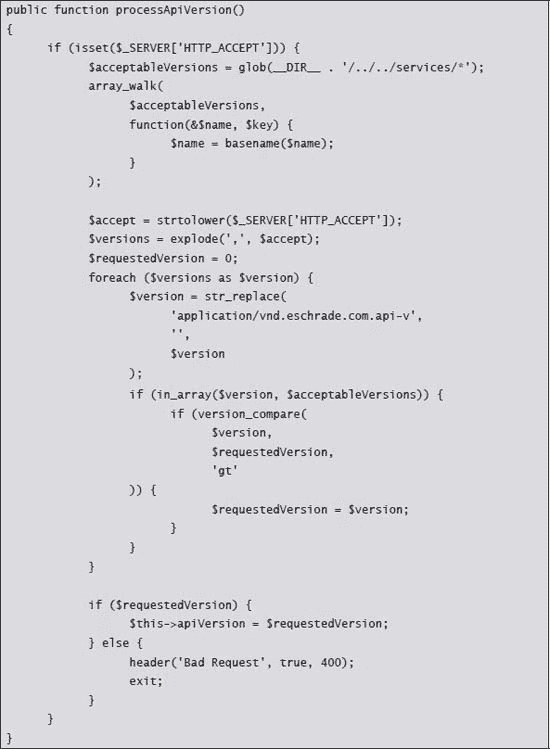 public function processApiVersion()
{
if (isset($_SERVER['HTTP_ACCEPT'])) {
$acceptableVersions = glob(__DIR__ . '/../../services/*');
array_walk(
$acceptableVersions,
function(&$name, $key) {
$name = basename($name);
}
);
$accept = strtolower($_SERVER['HTTP_ACCEPT']);
$versions = explode(',', $accept);
$requestedVersion = 0;
foreach ($versions as $version) {
$version = str_replace(
'application/vnd.eschrade.com.api-v',
'',
$version
);
if (in_array($version, $acceptableVersions)) {
if (version_compare(
$version,
$requestedVersion,
'gt'
)) {
$requestedVersion = $version;
}
}
}
if ($requestedVersion) {
$this->apiVersion = $requestedVersion;
} else {
header('Bad Request', true, 400);
exit;
}
}
}